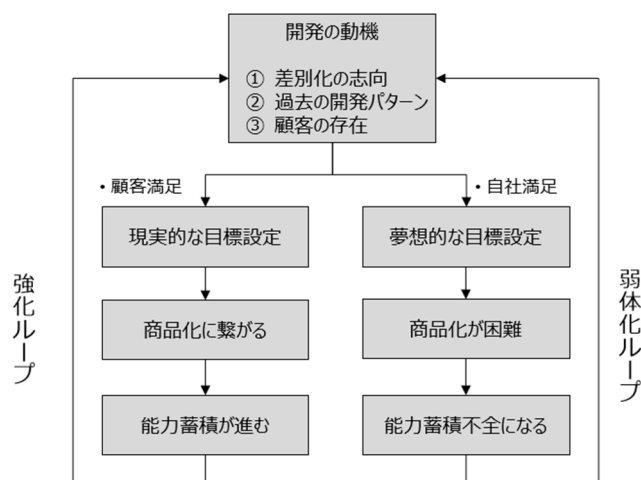 開発の動機
① 差別化の志向
② 過去の開発パターン
③ 顧客の存在
・顧客満足
・自社満足
現実的な目標設定
夢想的な目標設定
商品化に繋がる
商品化が困難
能力蓄積が進む
能力蓄積不全になる
強化ループ
弱体化ループ